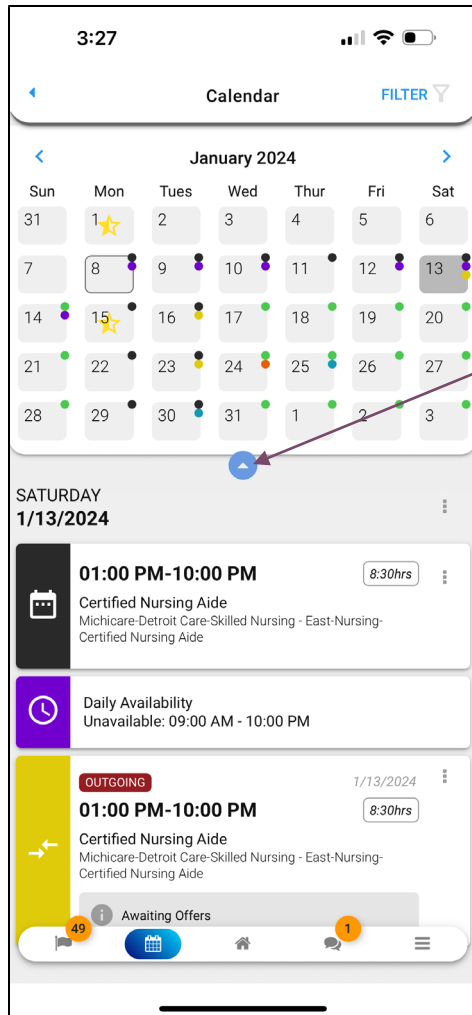 3:27
Calendar FILTER
January 2024
Sun Mon Tues Wed Thur Fri Sat
31 1 2 3 4 5 6
7 8 9 10 11 12 13
14 15 16 17 18 19 20
21 22 23 24 25 26 27
28 29 30 31 1 2 3
SATURDAY
1/13/2024
01:00 PM-10:00 PM 8:30hrs
Certified Nursing Aide
Michicare-Detroit Care-Skilled Nursing - East-Nursing-
Certified Nursing Aide
Daily Availability
Unavailable: 09:00 AM - 10:00 PM
OUTGOING 1/13/2024
01:00 PM-10:00 PM 8:30hrs
Certified Nursing Aide
Michicare-Detroit Care-Skilled Nursing - East-Nursing-
Certified Nursing Aide
i Awaiting Offers
49 1